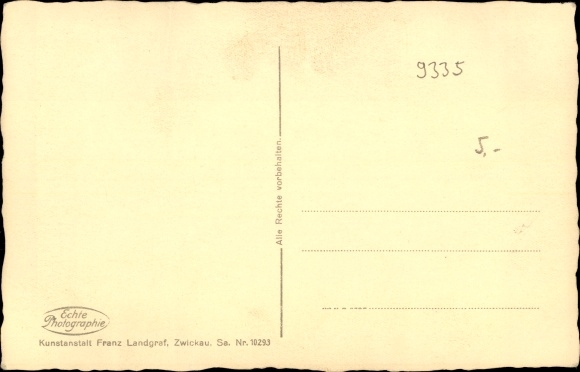 9335
5,-
Alle Rechte vorbehalten.
Echte
Photographie
Kunstanstalt Franz Landgraf, Zwickau. Sa. Nr. 10293